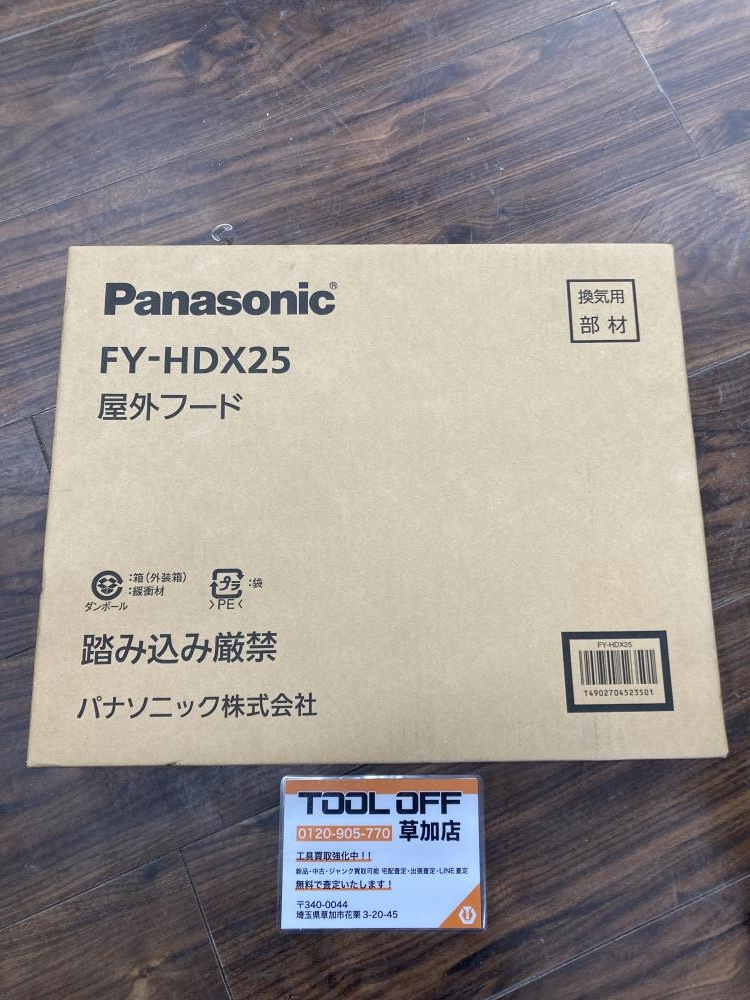 Panasonic®
換気用
部材
FY-HDX25
屋外フード
:箱(外装箱)
:緩衝材
ダンボール
プラ
:袋
>PE<
踏み込み厳禁
パナソニック株式会社
FY-HDX25
T4902704523501
TOOL OFF
0120-905-770 草加店
工具買取強化中!!
新品・中古・ジャンク買取可能 宅配査定・出張査定・LINE査定
無料で査定いたします!
〒340-0044
埼玉県草加市花栗 3-20-45